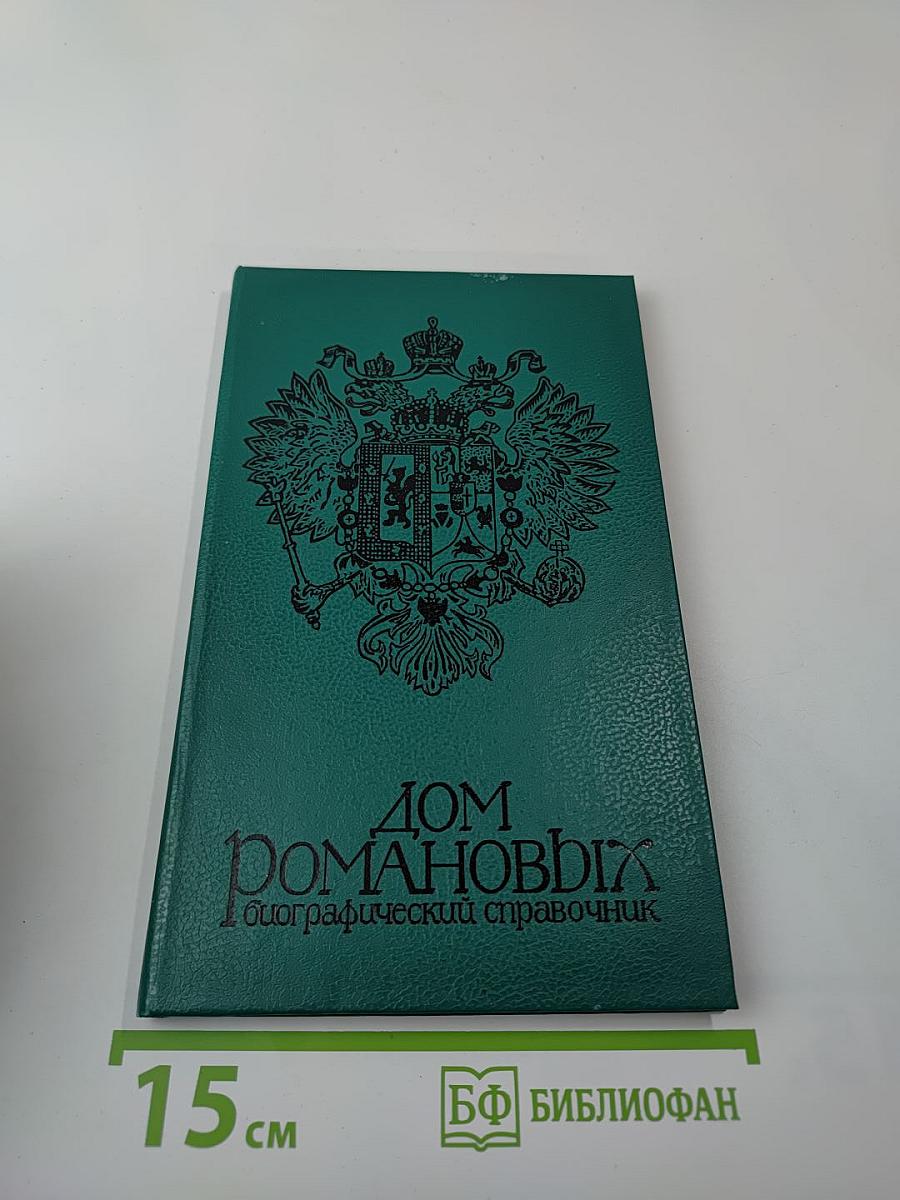 ДОМ
РОМАНОВЫХ
биографический справочник
15 см
БФ БИБЛИОФАН